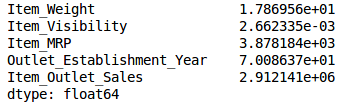 Item_Weight 1.786956e+01
Item_Visibility 2.662335e-03
Item_MRP 3.878184e+03
Outlet_Establishment_Year 7.008637e+01
Item_Outlet_Sales 2.912141e+06
dtype: float64